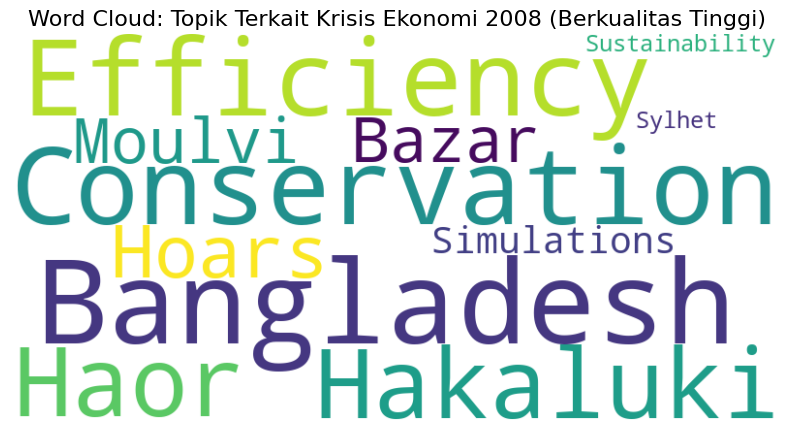 Word Cloud: Topik Terkait Krisis Ekonomi 2008 (Berkualitas Tinggi)
Efficiency
Sustainability
Moulvi
Bazar
Sylhet
Conservation
Hoars
Simulations
Bangladesh
Haor
Hakaluki